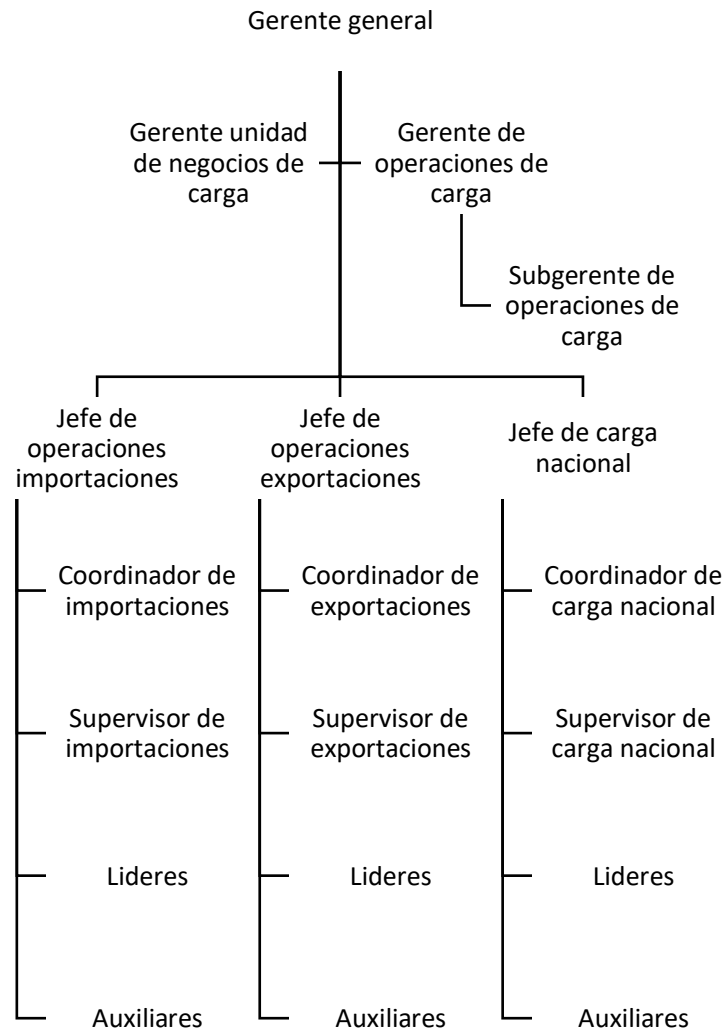 Gerente general
Gerente unidad
de negocios de
carga
Gerente de
operaciones de
carga
Subgerente de
operaciones de
carga
Jefe de
operaciones
importaciones
Jefe de
operaciones
exportaciones
Jefe de carga
nacional
Coordinador de
importaciones
Coordinador de
exportaciones
Coordinador de
carga nacional
Supervisor de
importaciones
Supervisor de
exportaciones
Supervisor de
carga nacional
Lideres
Lideres
Lideres
Auxiliares
Auxiliares
Auxiliares